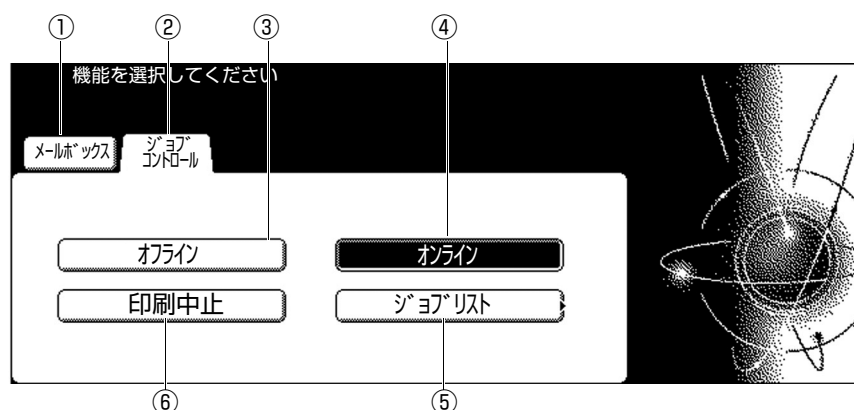 ① ② ③ ④
機能を選択してください
メールボックス
ジョブ
コントロール
オフライン オンライン
印刷中止 ジョブリスト
⑥ ⑤